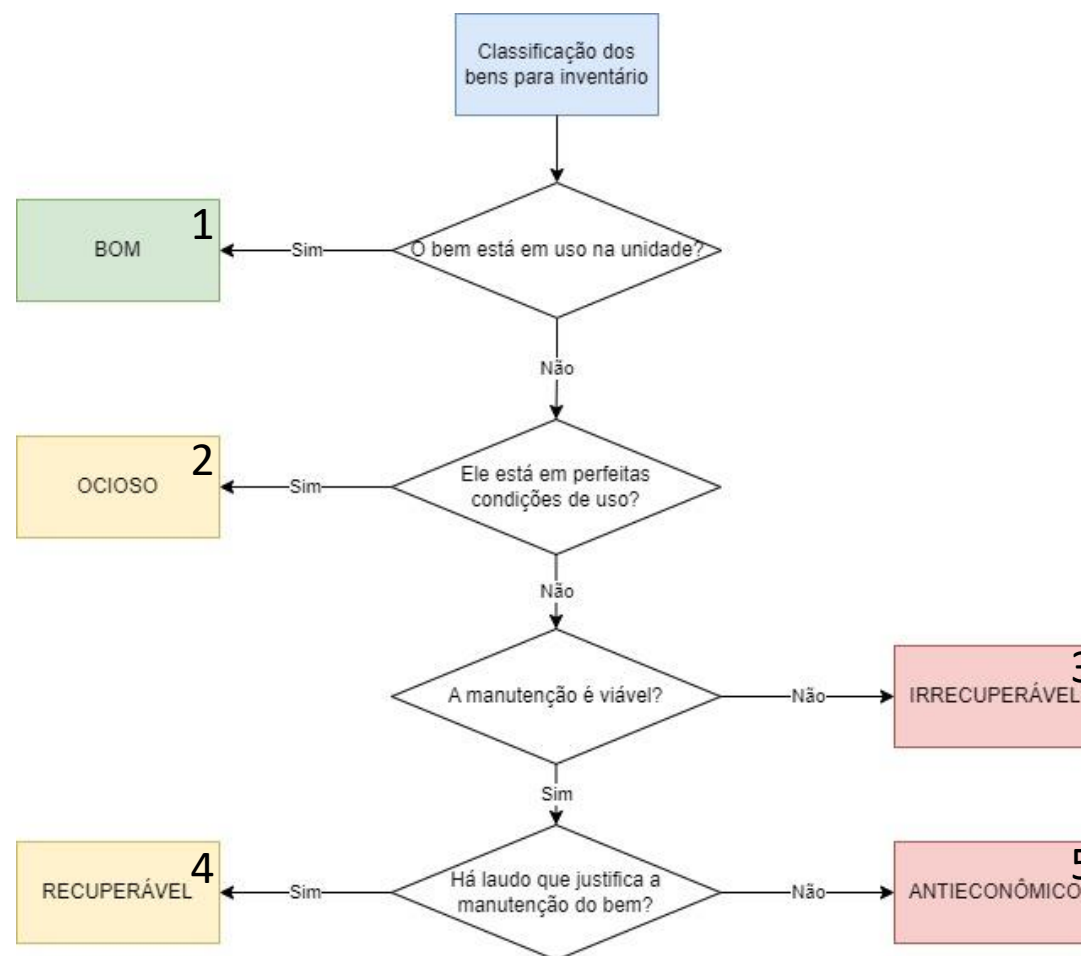 Classificação dos
bens para inventário
BOM
1
Sim
O bem está em uso na unidade?
Não
OCIOSO
2
Sim
Ele está em perfeitas
condições de uso?
Não
A manutenção é viável?
Não
IRRECUPERÁVEL
3
Sim
RECUPERÁVEL
4
Sim
Há laudo que justifica a
manutenção do bem?
Não
ANTIECONÔMICO
5